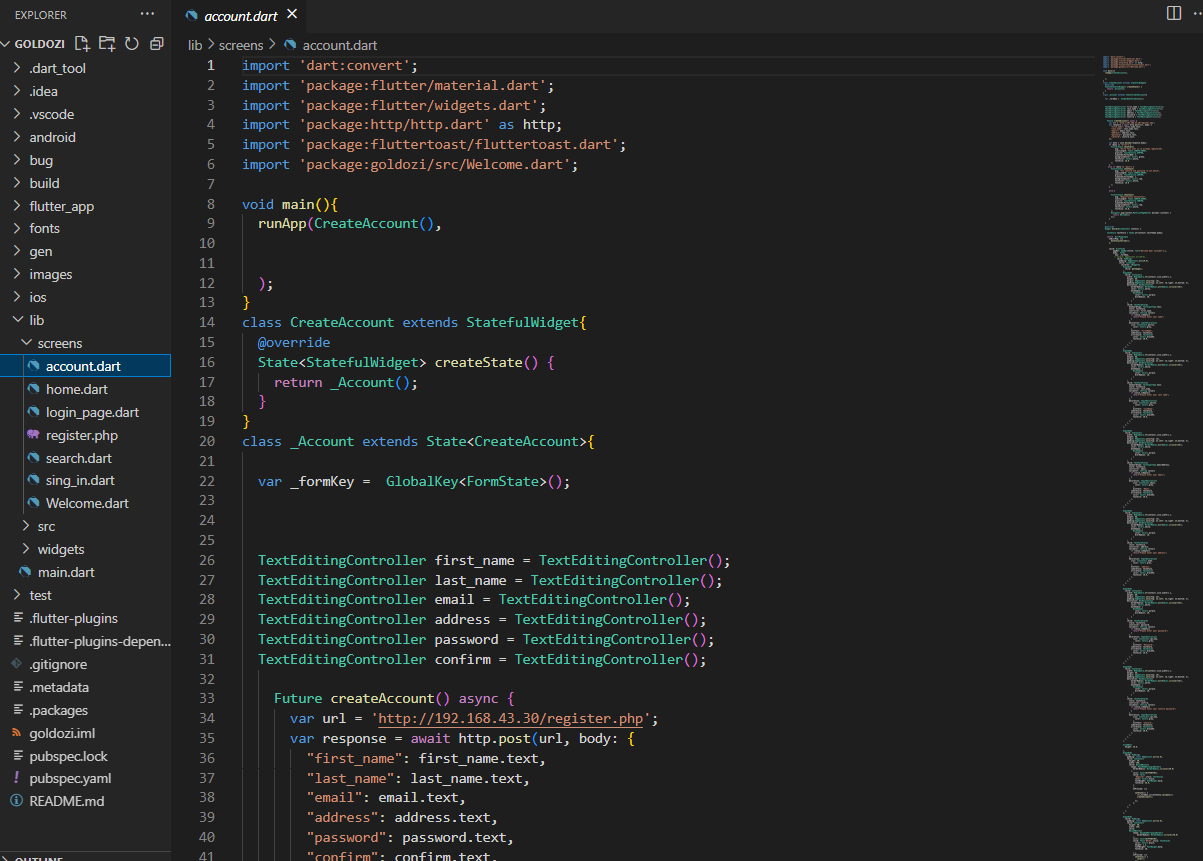 EXPLORER
GOLDOZI
.dart_tool
.idea
.vscode
android
bug
build
flutter_app
fonts
gen
images
ios
lib
screens
account.dart
home.dart
login_page.dart
register.php
search.dart
sing_in.dart
Welcome.dart
src
widgets
main.dart
test
.flutter-plugins
.flutter-plugins-depen...
.gitignore
.metadata
.packages
goldozi.iml
pubspec.lock
pubspec.yaml
README.md
OUTLINE
account.dart
lib > screens > account.dart
1 import 'dart:convert';
2 import 'package:flutter/material.dart';
3 import 'package:flutter/widgets.dart';
4 import 'package:http/http.dart' as http;
5 import 'package:fluttertoast/fluttertoast.dart';
6 import 'package:goldozi/src/Welcome.dart';
7
8 void main(){
9 runApp(CreateAccount(),
10
11
12 );
13 }
14 class CreateAccount extends StatefulWidget{
15 @override
16 State<StatefulWidget> createState() {
17 return _Account();
18 }
19 }
20 class _Account extends State<CreateAccount>{
21
22 var _formKey =  GlobalKey<FormState>();
23
24
25
26 TextEditingController first_name = TextEditingController();
27 TextEditingController last_name = TextEditingController();
28 TextEditingController email = TextEditingController();
29 TextEditingController address = TextEditingController();
30 TextEditingController password = TextEditingController();
31 TextEditingController confirm = TextEditingController();
32
33 Future createAccount() async {
34 var url = 'http://192.168.43.30/register.php';
35 var response = await http.post(url, body: {
36 "first_name": first_name.text,
37 "last_name": last_name.text,
38 "email": email.text,
39 "address": address.text,
40 "password": password.text,
41 "confirm": confirm.text,